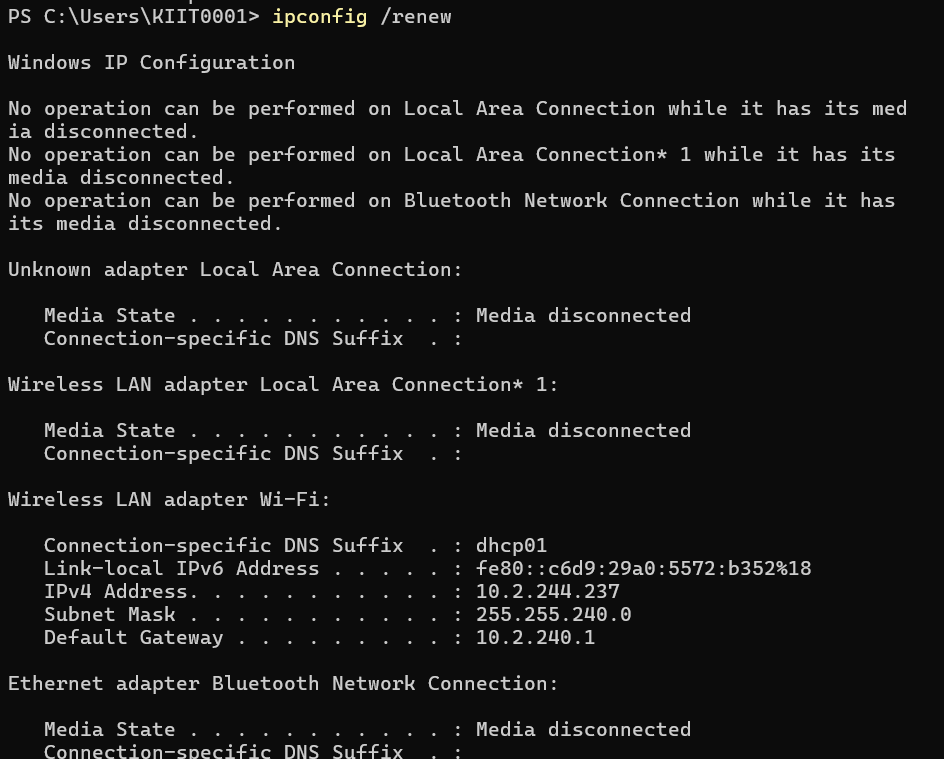 PS C:\Users\KIIT0001> ipconfig /renew
Windows IP Configuration
No operation can be performed on Local Area Connection while it has its med
ia disconnected.
No operation can be performed on Local Area Connection* 1 while it has its
media disconnected.
No operation can be performed on Bluetooth Network Connection while it has
its media disconnected.
Unknown adapter Local Area Connection:
   Media State . . . . . . . . . . . : Media disconnected
   Connection-specific DNS Suffix  . :
Wireless LAN adapter Local Area Connection* 1:
   Media State . . . . . . . . . . . : Media disconnected
   Connection-specific DNS Suffix  . :
Wireless LAN adapter Wi-Fi:
   Connection-specific DNS Suffix  . : dhcp01
   Link-local IPv6 Address . . . . . : fe80::c6d9:29a0:5572:b352%18
   IPv4 Address. . . . . . . . . . . : 10.2.244.237
   Subnet Mask . . . . . . . . . . . : 255.255.240.0
   Default Gateway . . . . . . . . . : 10.2.240.1
Ethernet adapter Bluetooth Network Connection:
   Media State . . . . . . . . . . . : Media disconnected
   Connection-specific DNS Suffix  . :